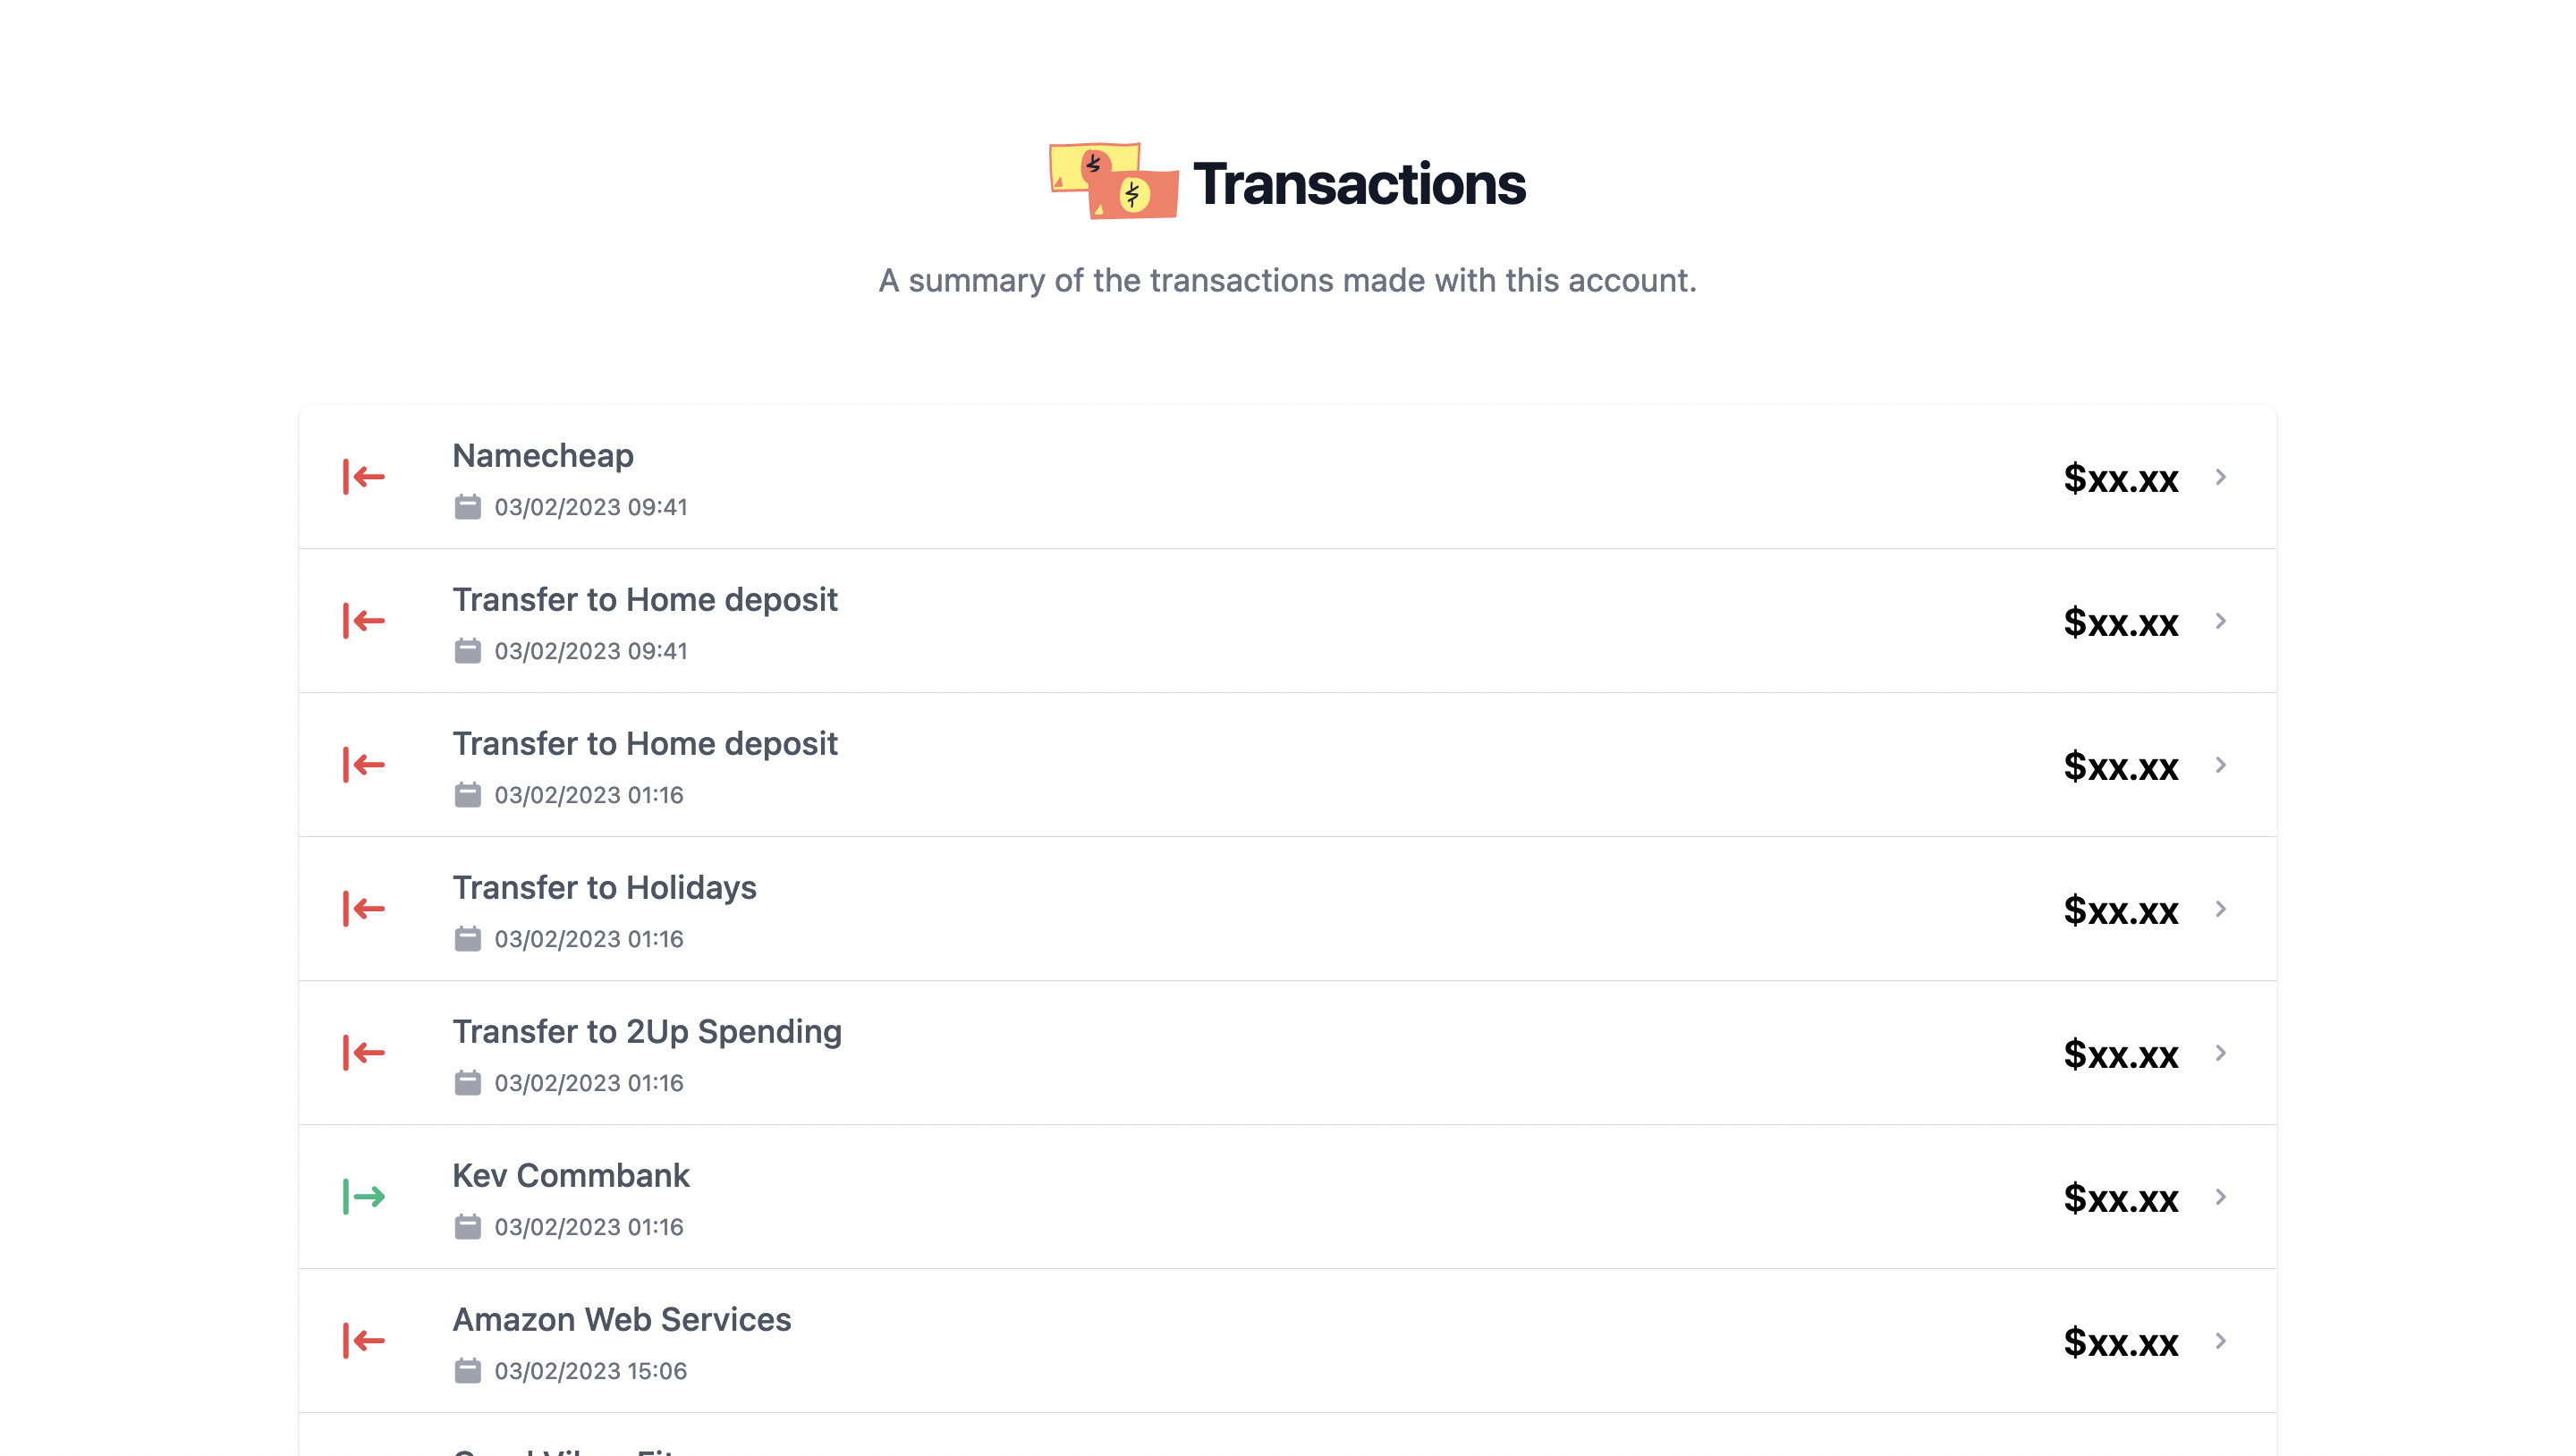 Transactions
A summary of the transactions made with this account.
Namecheap
03/02/2023 09:41
$xx.xx
Transfer to Home deposit
03/02/2023 09:41
$xx.xx
Transfer to Home deposit
03/02/2023 01:16
$xx.xx
Transfer to Holidays
03/02/2023 01:16
$xx.xx
Transfer to 2Up Spending
03/02/2023 01:16
$xx.xx
Kev Commbank
03/02/2023 01:16
$xx.xx
Amazon Web Services
03/02/2023 15:06
$xx.xx